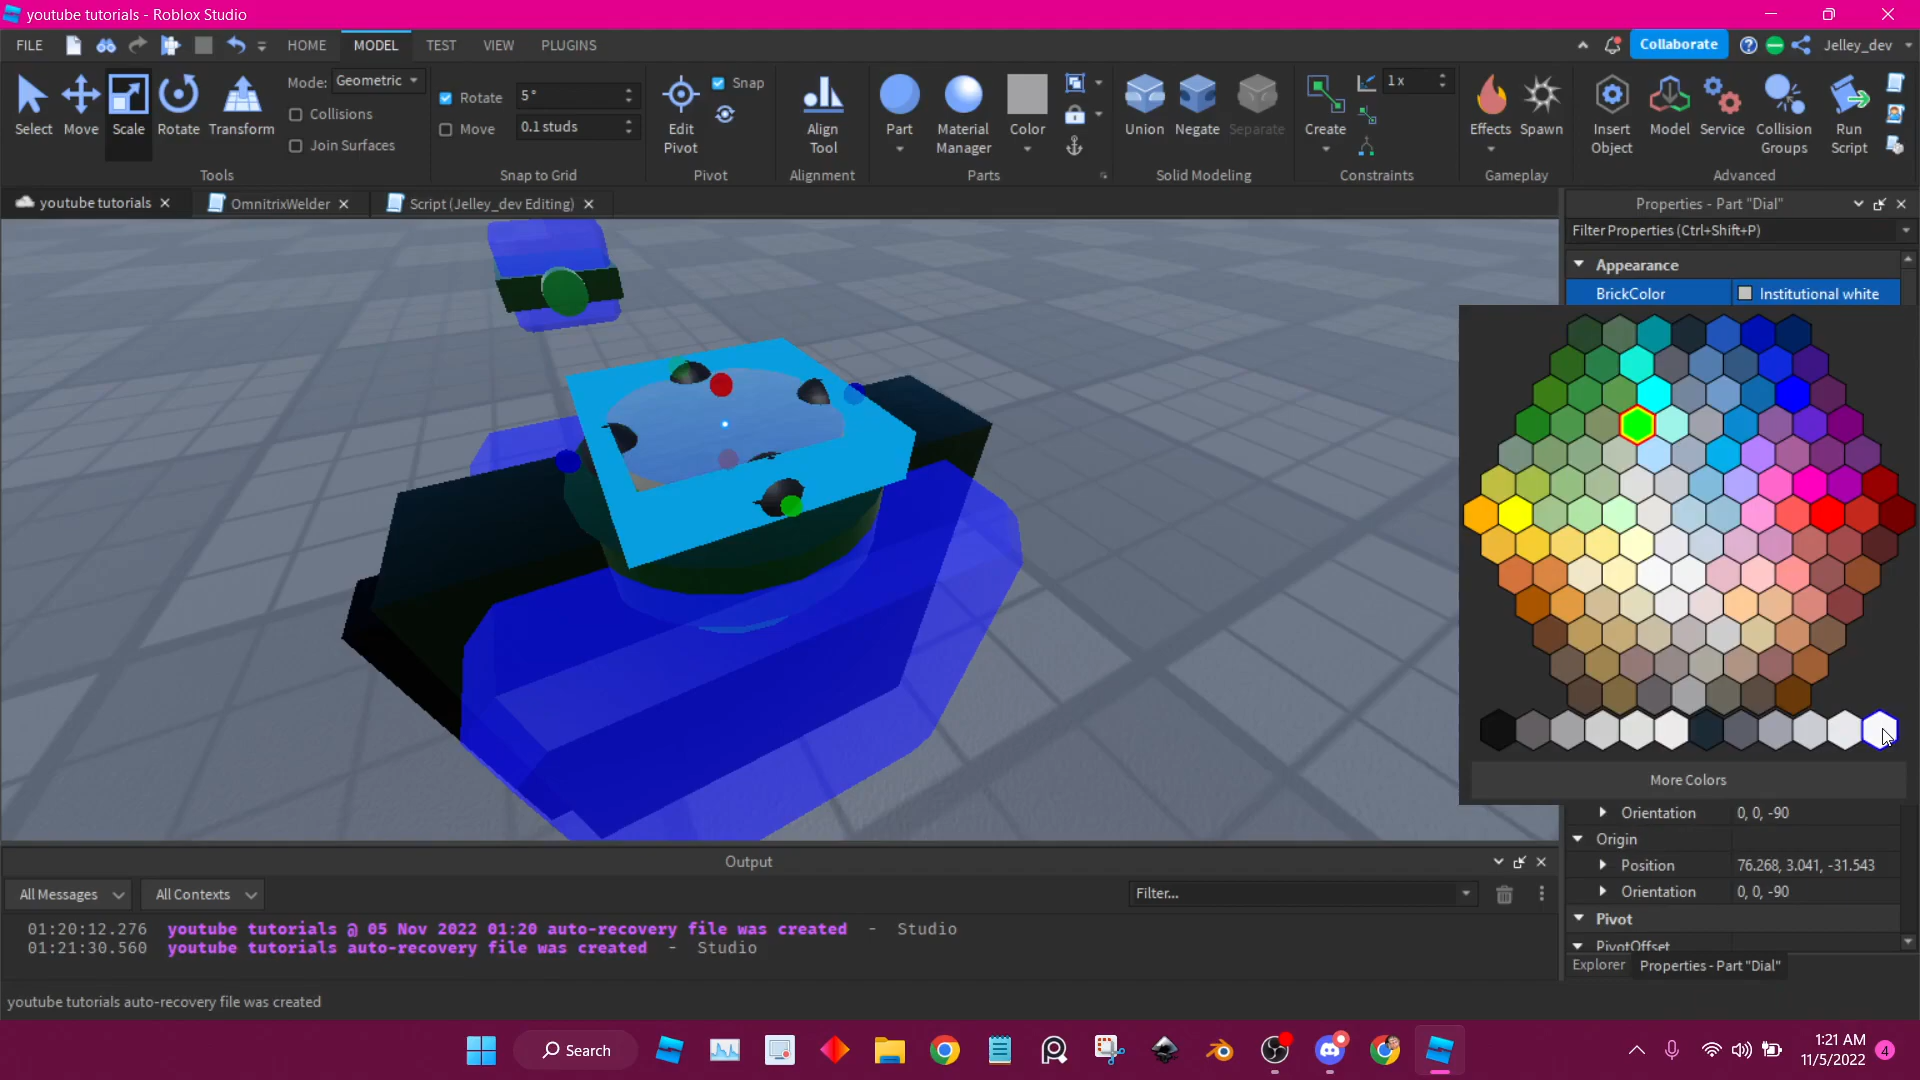 youtube tutorials - Roblox Studio
FILE HOME MODEL TEST VIEW PLUGINS Collaborate Jelley_dev
Select Move Scale Rotate Transform
Mode: Geometric
Collisions
Join Surfaces
Tools
Rotate 5°
Move 0.1 studs
Snap to Grid
Edit Pivot
Snap
Pivot
Align Tool
Alignment
Part
Material Manager
Color
Parts
Union Negate Separate
Solid Modeling
Create
1x
Constraints
Effects Spawn
Gameplay
Insert Object
Model
Service
Collision Groups
Run Script
Advanced
youtube tutorials OmnitrixWelder Script (Jelley_dev Editing)
Properties - Part "Dial"
Filter Properties (Ctrl+Shift+P)
Appearance
BrickColor Institutional white
More Colors
Orientation 0, 0, -90
Origin
Position 76.268, 3.041, -31.543
Orientation 0, 0, -90
Pivot
PivotOffset
Explorer Properties - Part "Dial"
Output
All Messages All Contexts Filter...
01:20:12.276 youtube tutorials @ 05 Nov 2022 01:20 auto-recovery file was created - Studio
01:21:30.560 youtube tutorials auto-recovery file was created - Studio
youtube tutorials auto-recovery file was created
Search
1:21 AM
11/5/2022
4